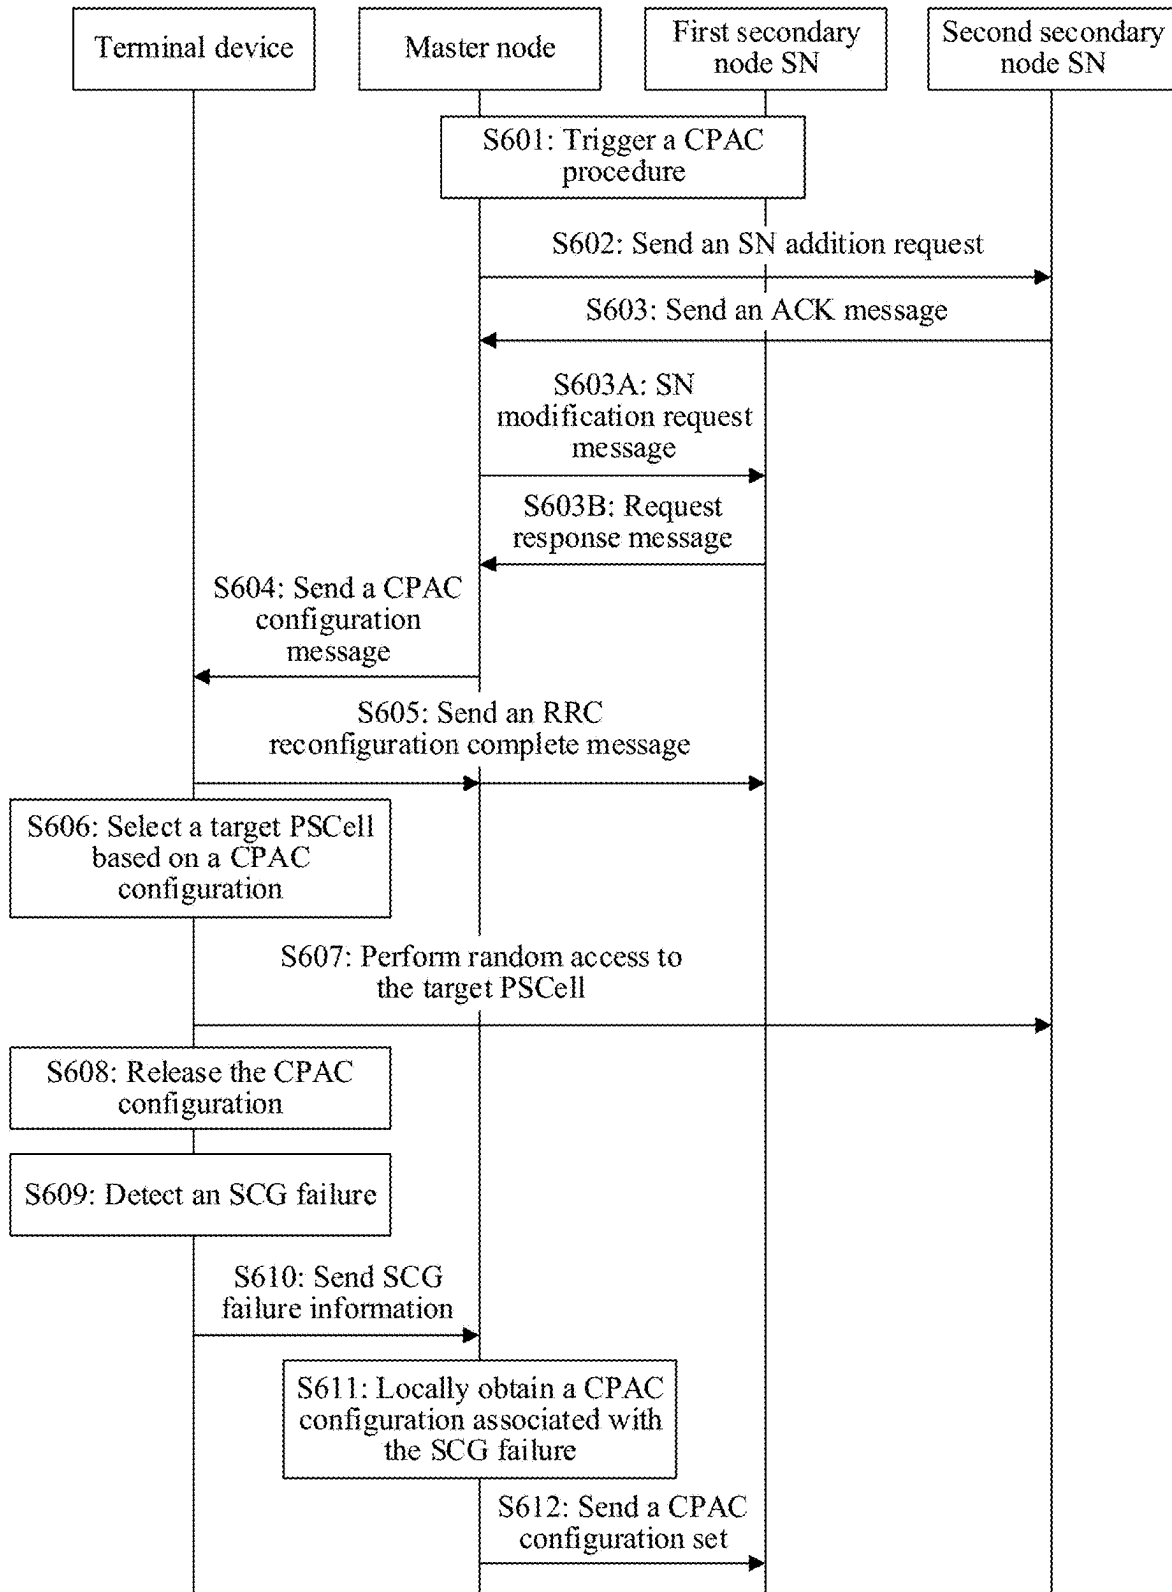 Terminal device
Master node
First secondary
node SN
Second secondary
node SN
S601: Trigger a CPAC
procedure
S602: Send an SN addition request
S603: Send an ACK message
S603A: SN
modification request
message
S603B: Request
response message
S604: Send a CPAC
configuration
message
S605: Send an RRC
reconfiguration complete message
S606: Select a target PSCell
based on a CPAC
configuration
S607: Perform random access to
the target PSCell
S608: Release the CPAC
configuration
S609: Detect an SCG failure
S610: Send SCG
failure information
S611: Locally obtain a CPAC
configuration associated with
the SCG failure
S612: Send a CPAC
configuration set